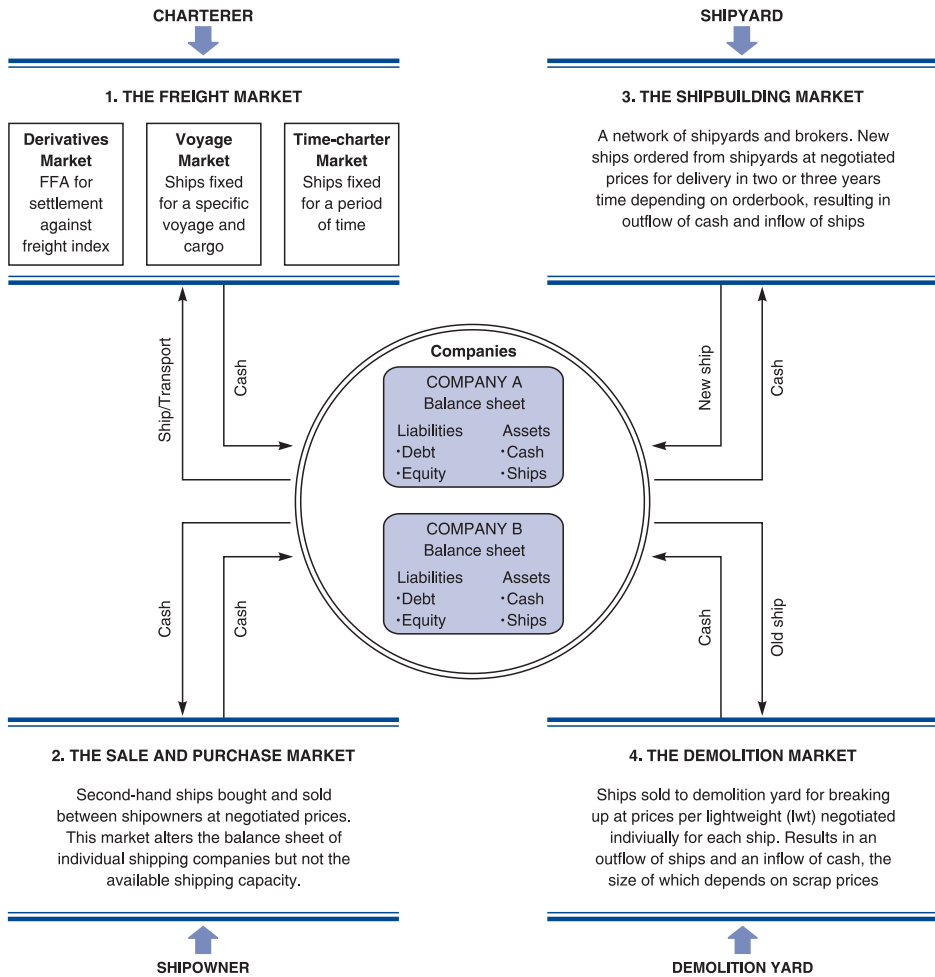 CHARTERER
1. THE FREIGHT MARKET
Derivatives
Market
FFA for
settlement
against
freight index
Voyage
Market
Ships fixed
for a specific
voyage and
cargo
Time-charter
Market
Ships fixed
for a period
of time
SHIPYARD
3. THE SHIPBUILDING MARKET
A network of shipyards and brokers. New
ships ordered from shipyards at negotiated
prices for delivery in two or three years
time depending on orderbook, resulting in
outflow of cash and inflow of ships
Ship/Transport
Cash
New ship
Cash
Companies
COMPANY A
Balance sheet
Liabilities Assets
·Debt ·Cash
·Equity ·Ships
COMPANY B
Balance sheet
Liabilities Assets
·Debt ·Cash
·Equity ·Ships
Cash
Cash
Cash
Old ship
2. THE SALE AND PURCHASE MARKET
Second-hand ships bought and sold
between shipowners at negotiated prices.
This market alters the balance sheet of
individual shipping companies but not the
available shipping capacity.
SHIPOWNER
4. THE DEMOLITION MARKET
Ships sold to demolition yard for breaking
up at prices per lightweight (lwt) negotiated
indiviually for each ship. Results in an
outflow of ships and an inflow of cash, the
size of which depends on scrap prices
DEMOLITION YARD